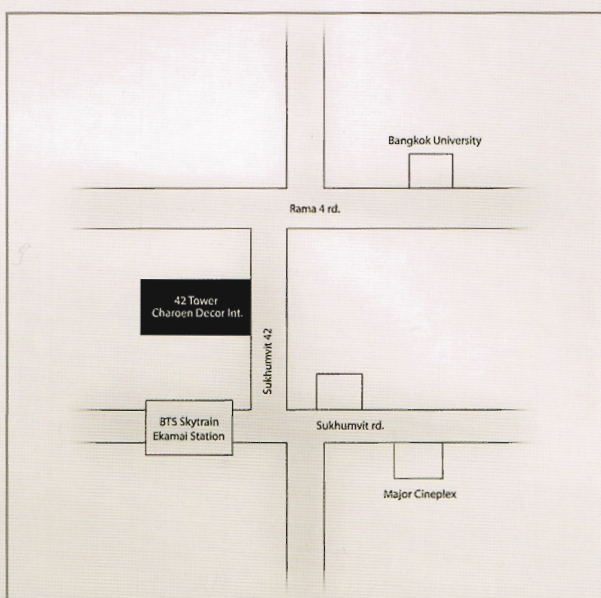 Bangkok University
Rama 4 rd.
42 Tower
Charoen Decor Int.
Sukhumvit 42
BTS Skytrain
Ekamai Station
Sukhumvit rd.
Major Cineplex